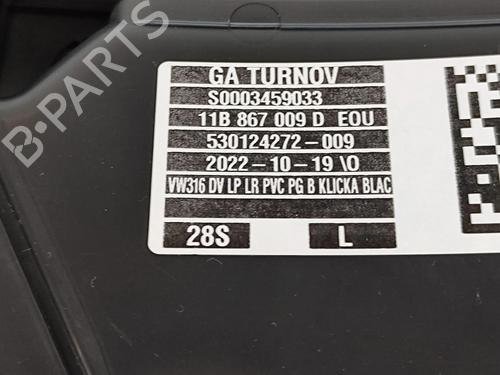 B-PARTS
GA TURNOV
S0003459033
11B 867 009 D EOU
530124272-009
2022-10-19 \O
VW316 DV LP LR PVC PG B KLICKA BLAC
28S L